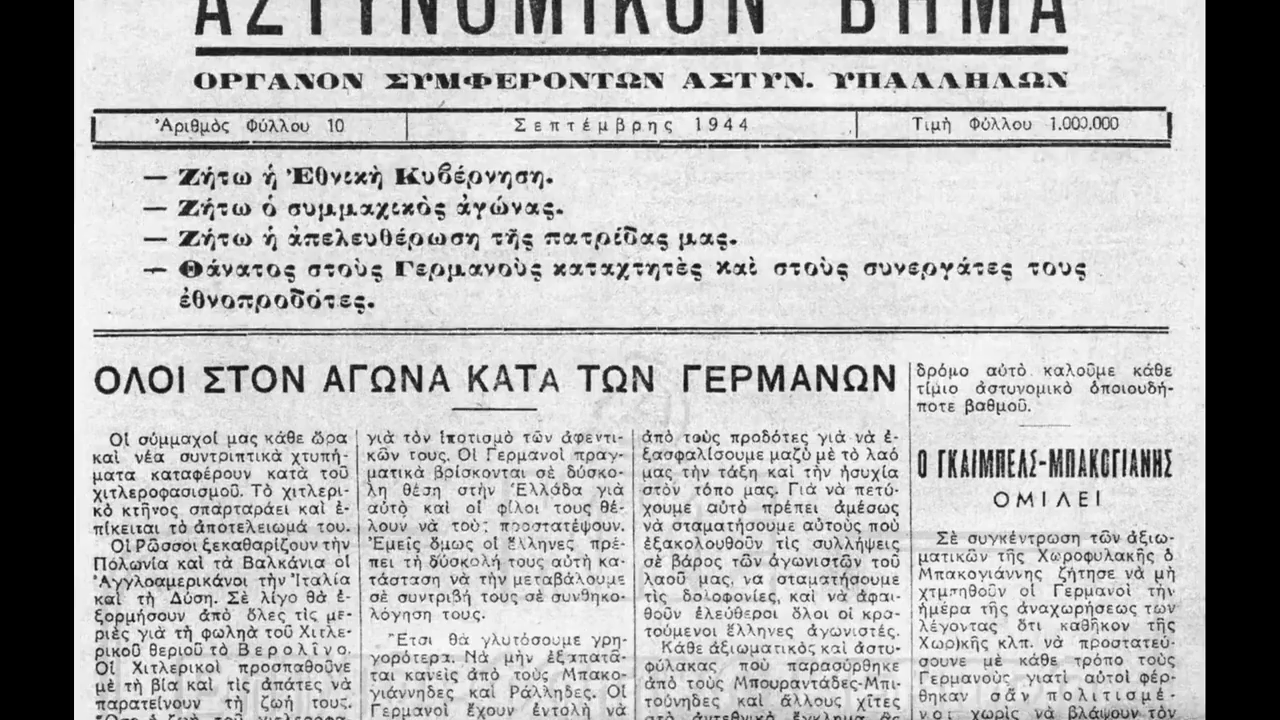 ΑΣΤΥΝΟΜΙΚΟΝ ΒΗΜΑ
ΟΡΓΑΝΟΝ ΣΥΜΦΕΡΟΝΤΩΝ ΑΣΤΥΝ. ΥΠΑΛΛΗΛΩΝ
Ἀριθμὸς Φύλλου 10
Σεπτέμβρης 1944
Τιμὴ Φύλλου 1.000.000
— Ζήτω ἡ Ἐθνικὴ Κυβέρνηση.
— Ζήτω ὁ συμμαχικὸς ἀγώνας.
— Ζήτω ἡ ἀπελευθέρωση τῆς πατρίδας μας.
— Θάνατος στοὺς Γερμανοὺς καταχτητὲς καὶ στοὺς συνεργάτες τους
ἐθνοπροδότες.
ΟΛΟΙ ΣΤΟΝ ΑΓΩΝΑ ΚΑΤΑ ΤΩΝ ΓΕΡΜΑΝΩΝ
Οἱ σύμμαχοί μας κάθε ὥρα
καὶ νέα συντριπτικὰ χτυπή-
ματα καταφέρουν κατὰ τοῦ
χιτλεροφασισμοῦ. Τὸ χιτλερι-
κὸ κτῆνος σπαρταράει καὶ ἐ-
πίκειται τὸ ἀποτελειωμά του.
Οἱ Ρῶσσοι ξεκαθαρίζουν τὴν
Πολωνία καὶ τὰ Βαλκάνια οἱ
Ἀγγλοαμερικάνοι τὴν Ἰταλία
καὶ τὴ Δύση. Σὲ λίγο θὰ ἐ-
ξορμήσουν ἀπὸ ὅλες τὶς με-
ριὲς γιὰ τὴ φωληὰ τοῦ Χιτλε-
ρικοῦ θεριοῦ τὸ Βερολῖνο.
Οἱ Χιτλερικοὶ προσπαθοῦνε
μὲ τὴ βία καὶ τὶς ἀπάτες νὰ
παρατείνουν τὴ ζωή τους.
γιὰ τὸν ἱποτισμὸ τῶν ἀφεντι-
κῶν τους. Οἱ Γερμανοὶ πραγ-
ματικὰ βρίσκονται σὲ δύσκο-
λη θέση στὴν Ἑλλάδα γιὰ
αὐτὸ καὶ οἱ φίλοι τους θέ-
λουν νὰ τοὺς προστατέψουν.
Ἐμεῖς ὅμως οἱ ἕλληνες πρέ-
πει τὴ δύσκολή τους αὐτὴ κα-
τάσταση νὰ τὴν μεταβάλουμε
σὲ συντριβή τους σὲ συνθηκο-
λόγηση τους.
Ἔτσι θὰ γλυτόσουμε γρη-
γορότερα. Νὰ μὴν ἐξαπατᾶ-
ται κανεὶς ἀπὸ τοὺς Μπακο-
γιάννηδες καὶ Ράλληδες. Οἱ
Γερμανοὶ ἔχουν ἐντολὴ νὰ
ἀπὸ τοὺς προδότες γιὰ νὰ ἐ-
ξασφαλίσουμε μαζὺ μὲ τὸ λαό
μας τὴν τάξη καὶ τὴν ἡσυχία
στὸν τόπο μας. Γιὰ νὰ πετύ-
χουμε αὐτὸ πρέπει ἀμέσως
νὰ σταματήσουμε αὐτοὺς ποὺ
ἐξακολουθοῦν τὶς συλλήψεις
σὲ βάρος τῶν ἀγωνιστῶν τοῦ
λαοῦ μας, να σταματήσουμε
τὶς δολοφονίες, καὶ νὰ ἀφαι-
θοῦν ἐλεύθεροι ὅλοι οἱ κρα-
τούμενοι ἕλληνες ἀγωνιστές.
Κάθε ἀξιωματικὸς καὶ ἀστυ-
φύλακας ποὺ παρασύρθηκε
ἀπὸ τοὺς Μπουραντάδες-Μπι-
τούνηδες καὶ ἄλλους χῖτες
στὸ ἀντεθνικὸ ἔγκλημα ἂς
δρόμο αὐτὸ καλοῦμε κάθε
τίμιο ἀστυνομικὸ ὁποιουδή-
ποτε βαθμοῦ.
Ο ΓΚΑΙΜΠΕΛΣ-ΜΠΑΚΟΓΙΑΝΗΣ
ΟΜΙΛΕΙ
Σὲ συγκέντρωση τῶν ἀξιω-
ματικῶν τῆς Χωροφυλακῆς ὁ
Μπακογιάννης ζήτησε νὰ μὴ
χτυπηθοῦν οἱ Γερμανοὶ τὴν
ἡμέρα τῆς ἀναχωρήσεως των
λέγοντας ὅτι καθῆκον τῆς
Χωρ)κῆς κλπ. νὰ προστατεύ-
σουνε μὲ κάθε τρόπο τοὺς
Γερμανοὺς γιατὶ αὐτοὶ φέρ-
θηκαν σὰν πολιτισμέ-
νοι χωρὶς νὰ βλάψουν τὸν